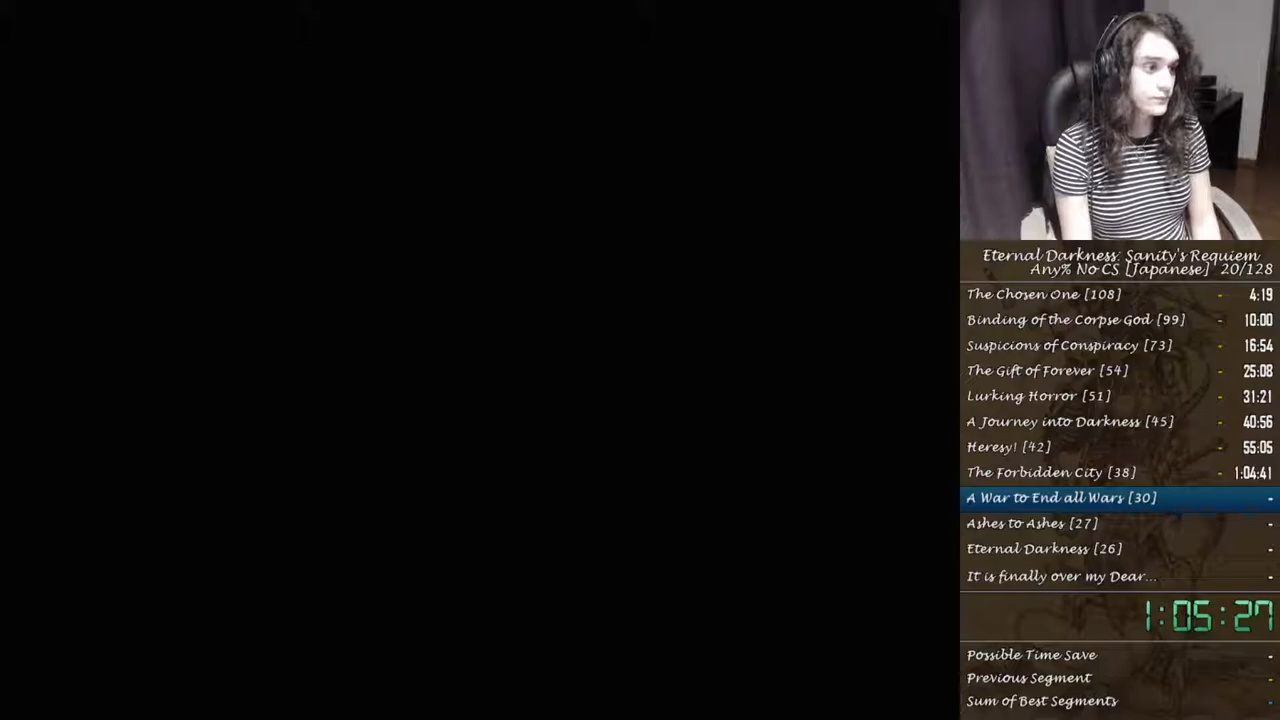 Eternal Darkness: Sanity's Requiem
Any% No CS [Japanese] 20/128
The Chosen One [108] - 4:19
Binding of the Corpse God [99] - 10:00
Suspicions of Conspiracy [73] - 16:54
The Gift of Forever [54] - 25:08
Lurking Horror [51] - 31:21
A Journey into Darkness [45] - 40:56
Heresy! [42] - 55:05
The Forbidden City [38] - 1:04:41
A War to End all Wars [30] -
Ashes to Ashes [27] -
Eternal Darkness [26] -
It is finally over my Dear... -
1:05:27
Possible Time Save -
Previous Segment -
Sum of Best Segments -